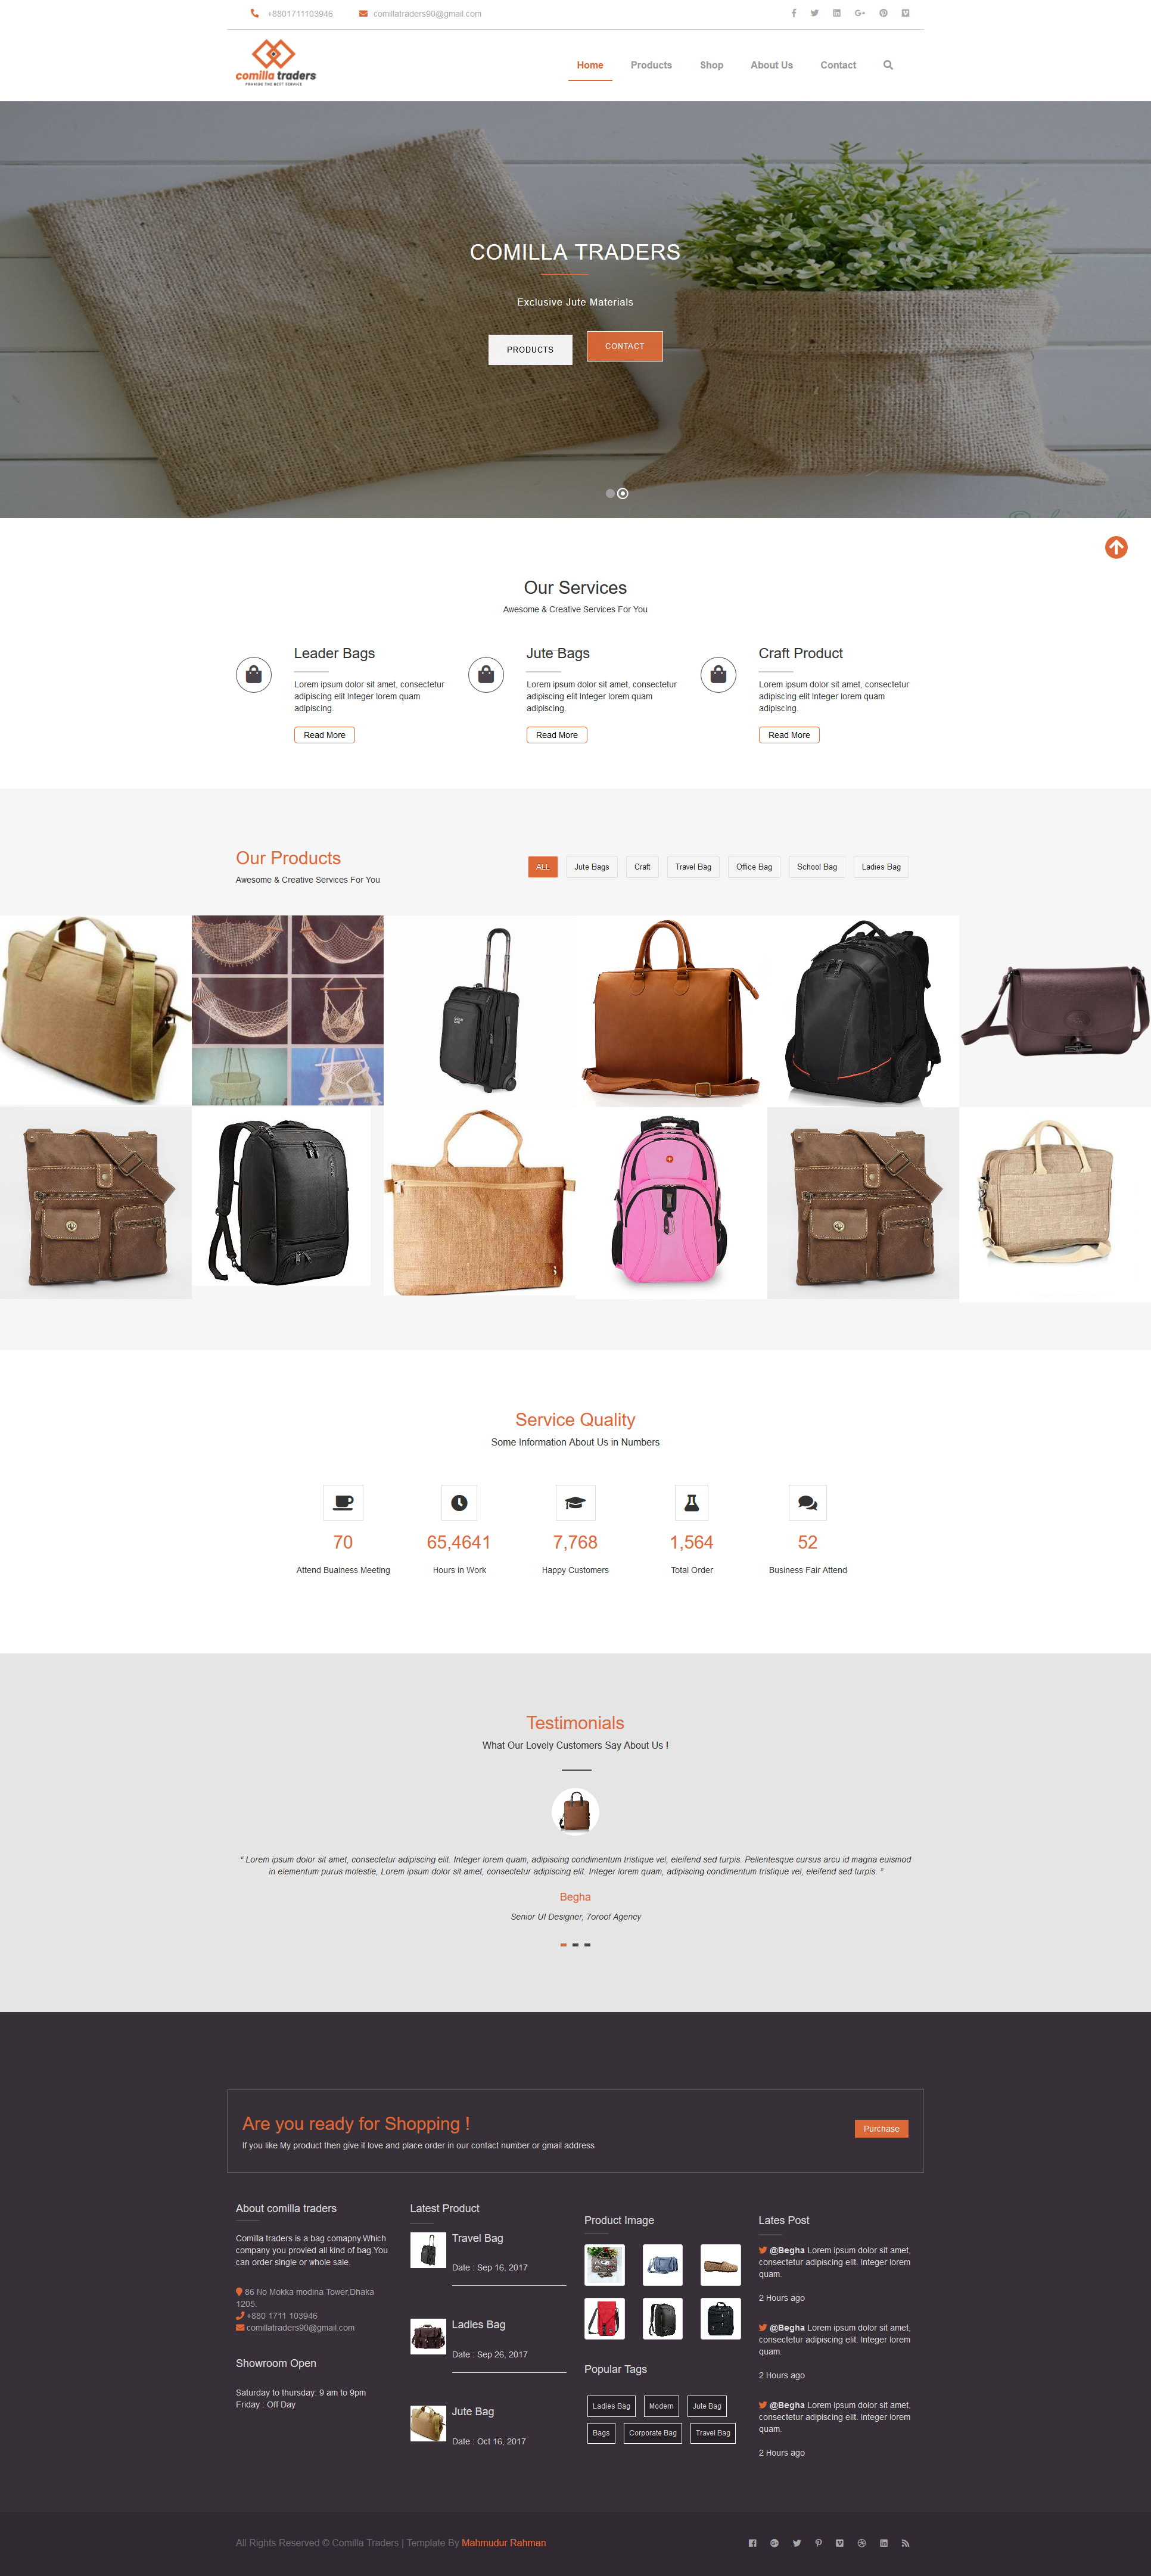 +8801711103946 comillatraders90@gmail.com
comilla traders
PROVIDE THE BEST SERVICE
Home Products Shop About Us Contact
COMILLA TRADERS
Exclusive Jute Materials
PRODUCTS CONTACT
Our Services
Awesome & Creative Services For You
Leader Bags
Lorem ipsum dolor sit amet, consectetur
adipiscing elit Integer lorem quam
adipiscing.
Read More
Jute Bags
Lorem ipsum dolor sit amet, consectetur
adipiscing elit Integer lorem quam
adipiscing.
Read More
Craft Product
Lorem ipsum dolor sit amet, consectetur
adipiscing elit Integer lorem quam
adipiscing.
Read More
Our Products
Awesome & Creative Services For You
ALL Jute Bags Craft Travel Bag Office Bag School Bag Ladies Bag
Service Quality
Some Information About Us in Numbers
70 65,4641 7,768 1,564 52
Attend Buainess Meeting Hours in Work Happy Customers Total Order Business Fair Attend
Testimonials
What Our Lovely Customers Say About Us !
" Lorem ipsum dolor sit amet, consectetur adipiscing elit. Integer lorem quam, adipiscing condimentum tristique vel, eleifend sed turpis. Pellentesque cursus arcu id magna euismod
in elementum purus molestie, Lorem ipsum dolor sit amet, consectetur adipiscing elit. Integer lorem quam, adipiscing condimentum tristique vel, eleifend sed turpis. "
Begha
Senior UI Designer, 7oroof Agency
Are you ready for Shopping !
If you like My product then give it love and place order in our contact number or gmail address
Purchase
About comilla traders
Comilla traders is a bag comapny.Which
company you provied all kind of bag.You
can order single or whole sale.
86 No Mokka modina Tower,Dhaka
1205.
+880 1711 103946
comillatraders90@gmail.com
Showroom Open
Saturday to thursday: 9 am to 9pm
Friday : Off Day
Latest Product
Travel Bag
Date : Sep 16, 2017
Ladies Bag
Date : Sep 26, 2017
Jute Bag
Date : Oct 16, 2017
Product Image
Popular Tags
Ladies Bag Modern Jute Bag
Bags Corporate Bag Travel Bag
Lates Post
@Begha Lorem ipsum dolor sit amet,
consectetur adipiscing elit. Integer lorem
quam.
2 Hours ago
@Begha Lorem ipsum dolor sit amet,
consectetur adipiscing elit. Integer lorem
quam.
2 Hours ago
@Begha Lorem ipsum dolor sit amet,
consectetur adipiscing elit. Integer lorem
quam.
2 Hours ago
All Rights Reserved © Comilla Traders | Template By Mahmudur Rahman